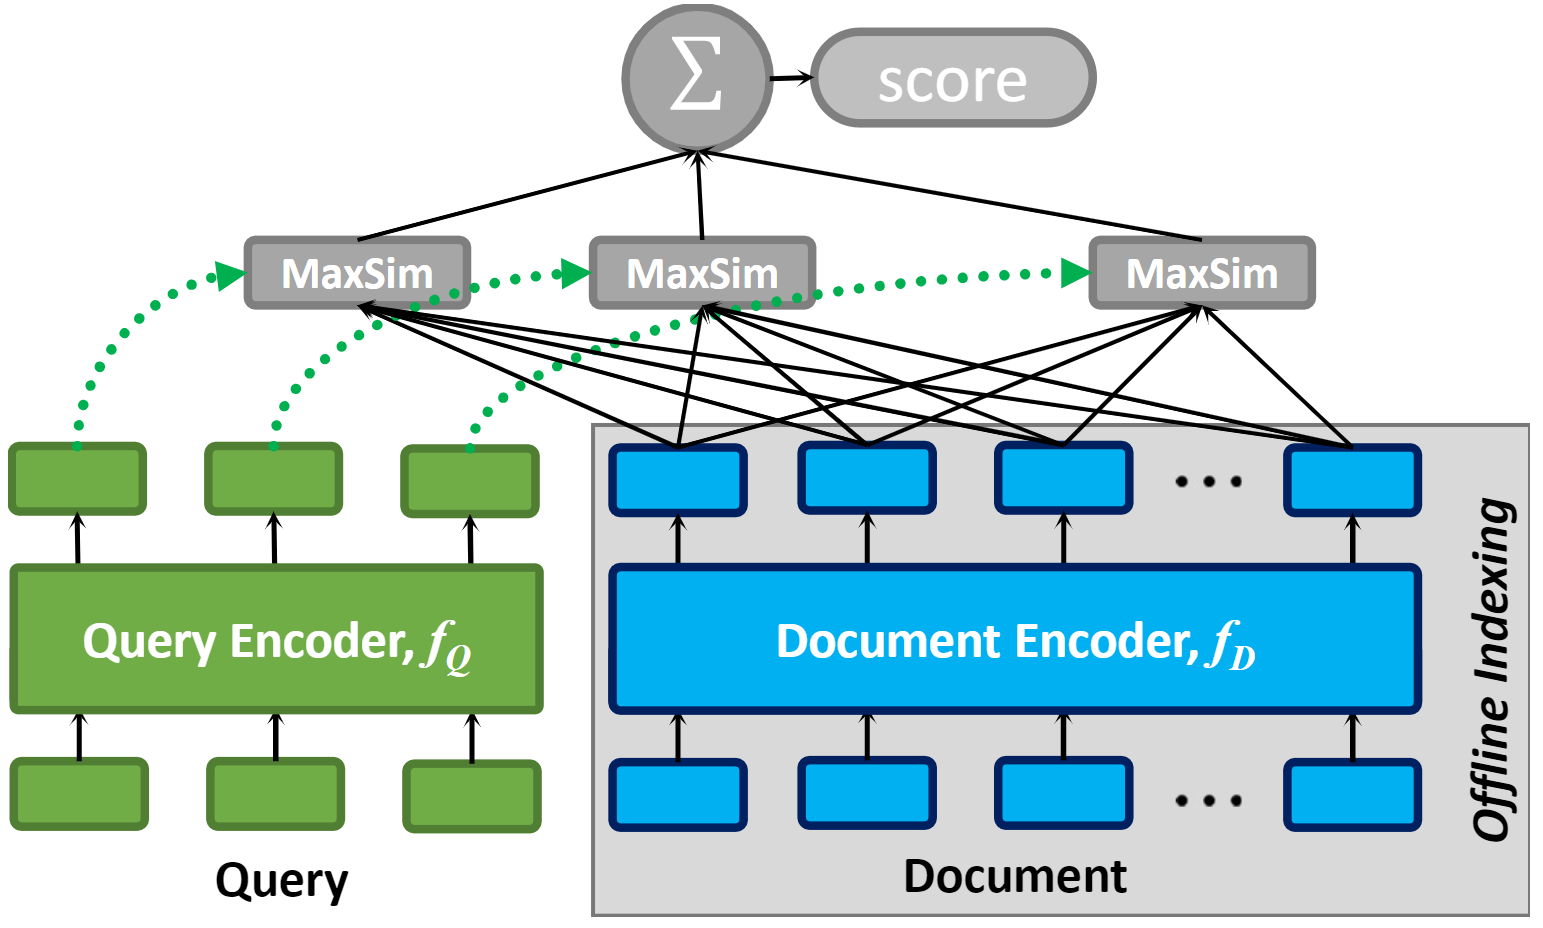 Σ
score
MaxSim
MaxSim
MaxSim
Query Encoder, fQ
Document Encoder, fD
Offline Indexing
Query
Document